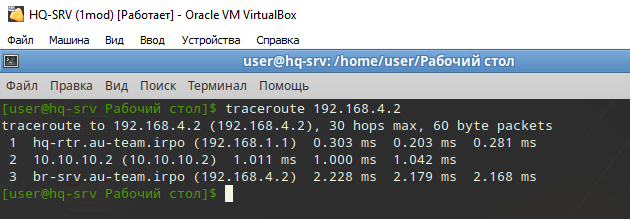 HQ-SRV (1mod) [Работает] - Oracle VM VirtualBox
Файл Машина Вид Ввод Устройства Справка
user@hq-srv: /home/user/Рабочий стол
Файл Правка Вид Поиск Терминал Помощь
[user@hq-srv Рабочий стол]$ traceroute 192.168.4.2
traceroute to 192.168.4.2 (192.168.4.2), 30 hops max, 60 byte packets
 1  hq-rtr.au-team.irpo (192.168.1.1)  0.303 ms  0.203 ms  0.281 ms
 2  10.10.10.2 (10.10.10.2)  1.011 ms  1.000 ms  1.042 ms
 3  br-srv.au-team.irpo (192.168.4.2)  2.228 ms  2.179 ms  2.168 ms
[user@hq-srv Рабочий стол]$